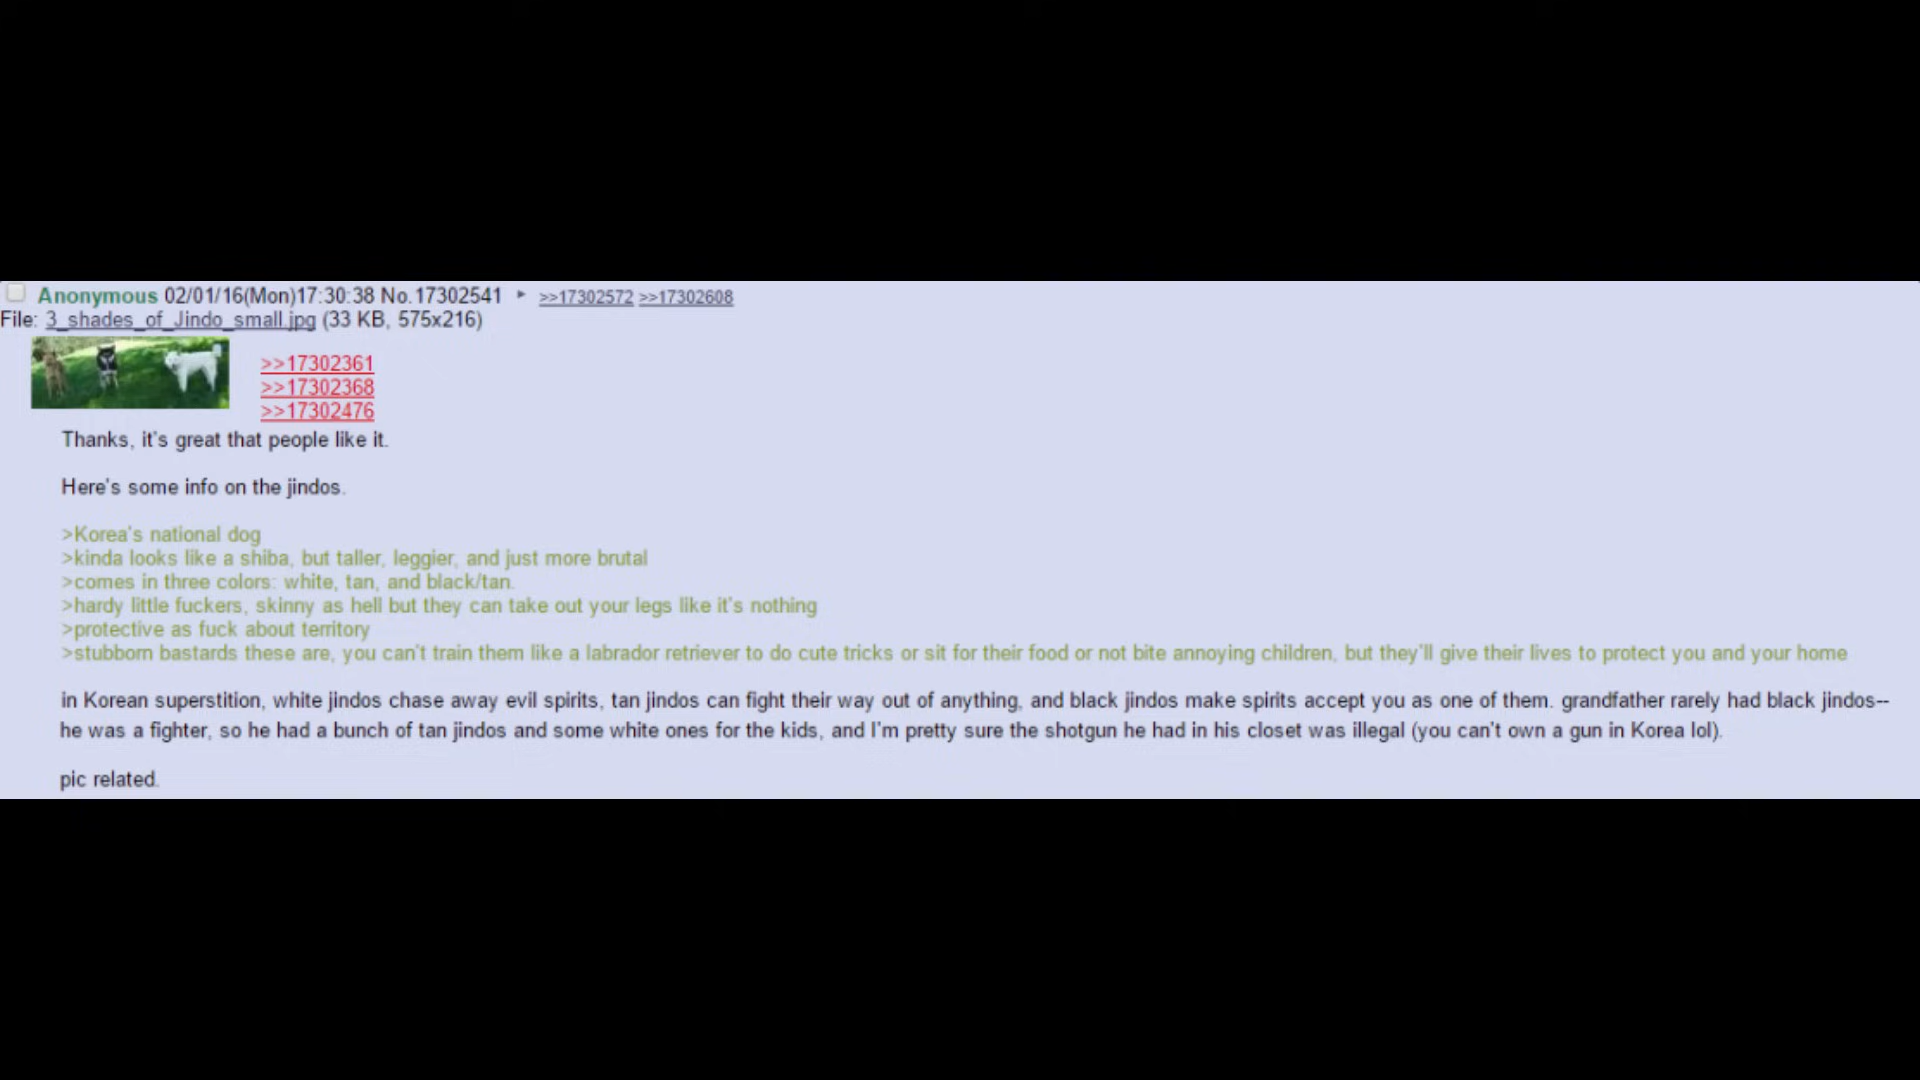 Anonymous 02/01/16(Mon)17:30:38 No.17302541 ▸ >>17302572 >>17302608
File: 3_shades_of_Jindo_small.jpg (33 KB, 575x216)
>>17302361
>>17302368
>>17302476
Thanks, it's great that people like it.
Here's some info on the jindos.
>Korea's national dog
>kinda looks like a shiba, but taller, leggier, and just more brutal
>comes in three colors: white, tan, and black/tan.
>hardy little fuckers, skinny as hell but they can take out your legs like it's nothing
>protective as fuck about territory
>stubborn bastards these are, you can't train them like a labrador retriever to do cute tricks or sit for their food or not bite annoying children, but they'll give their lives to protect you and your home
in Korean superstition, white jindos chase away evil spirits, tan jindos can fight their way out of anything, and black jindos make spirits accept you as one of them. grandfather rarely had black jindos--
he was a fighter, so he had a bunch of tan jindos and some white ones for the kids, and I'm pretty sure the shotgun he had in his closet was illegal (you can't own a gun in Korea lol).
pic related.